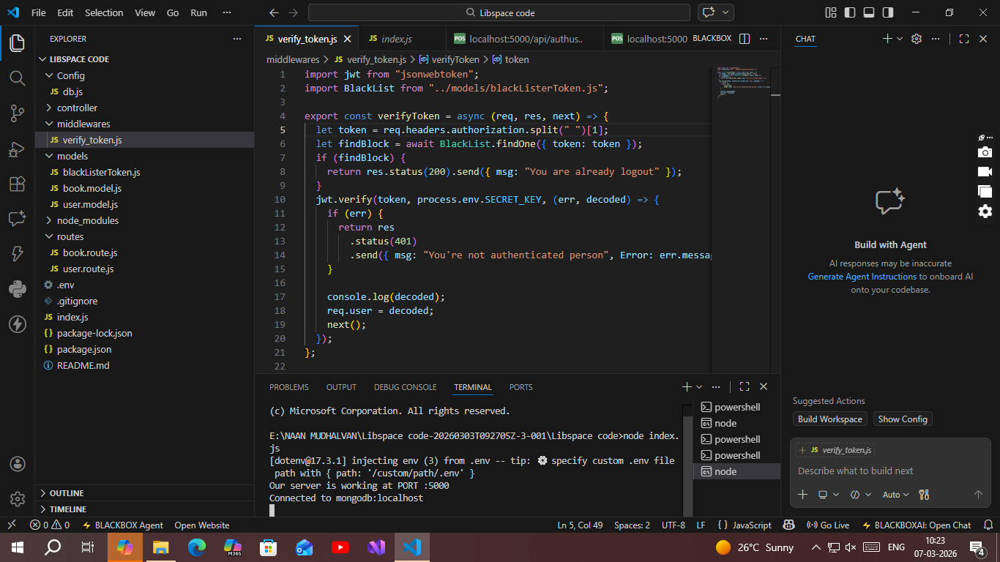 File Edit Selection View Go Run ···
Libspace code
EXPLORER
LIBSPACE CODE
Config
db.js
controller
middlewares
verify_token.js
models
blackListerToken.js
book.model.js
user.model.js
node_modules
routes
book.route.js
user.route.js
.env
.gitignore
index.js
package-lock.json
package.json
README.md
OUTLINE
TIMELINE
JS verify_token.js
JS index.js
POS localhost:5000/api/authus..
POS localhost:5000
BLACKBOX
middlewares > JS verify_token.js > verifyToken > token
1 import jwt from "jsonwebtoken";
2 import BlackList from "../models/blackListerToken.js";
3
4 export const verifyToken = async (req, res, next) => {
5 let token = req.headers.authorization.split(" ")[1];
6 let findBlock = await BlackList.findOne({ token: token });
7 if (findBlock) {
8 return res.status(200).send({ msg: "You are already logout" });
9 }
10 jwt.verify(token, process.env.SECRET_KEY, (err, decoded) => {
11 if (err) {
12 return res
13 .status(401)
14 .send({ msg: "You're not authenticated person", Error: err.messa
15 }
16
17 console.log(decoded);
18 req.user = decoded;
19 next();
20 });
21 };
22
PROBLEMS OUTPUT DEBUG CONSOLE TERMINAL PORTS
(c) Microsoft Corporation. All rights reserved.
E:\NAAN MUDHALVAN\Libspace code-20260303T092705Z-3-001\Libspace code>node index.
js
[dotenv@17.3.1] injecting env (3) from .env -- tip: ⚙️ specify custom .env file
path with { path: '/custom/path/.env' }
Our server is working at PORT :5000
Connected to mongodb:localhost
powershell
node
powershell
powershell
node
CHAT
Build with Agent
AI responses may be inaccurate
Generate Agent Instructions to onboard AI
onto your codebase.
Suggested Actions
Build Workspace Show Config
JS verify_token.js
Describe what to build next
Auto
0 0 BLACKBOX Agent Open Website
Ln 5, Col 49 Spaces: 2 UTF-8 LF { } JavaScript Go Live BLACKBOXAI: Open Chat
M365
26°C Sunny
ENG
10:23
07-03-2026
4